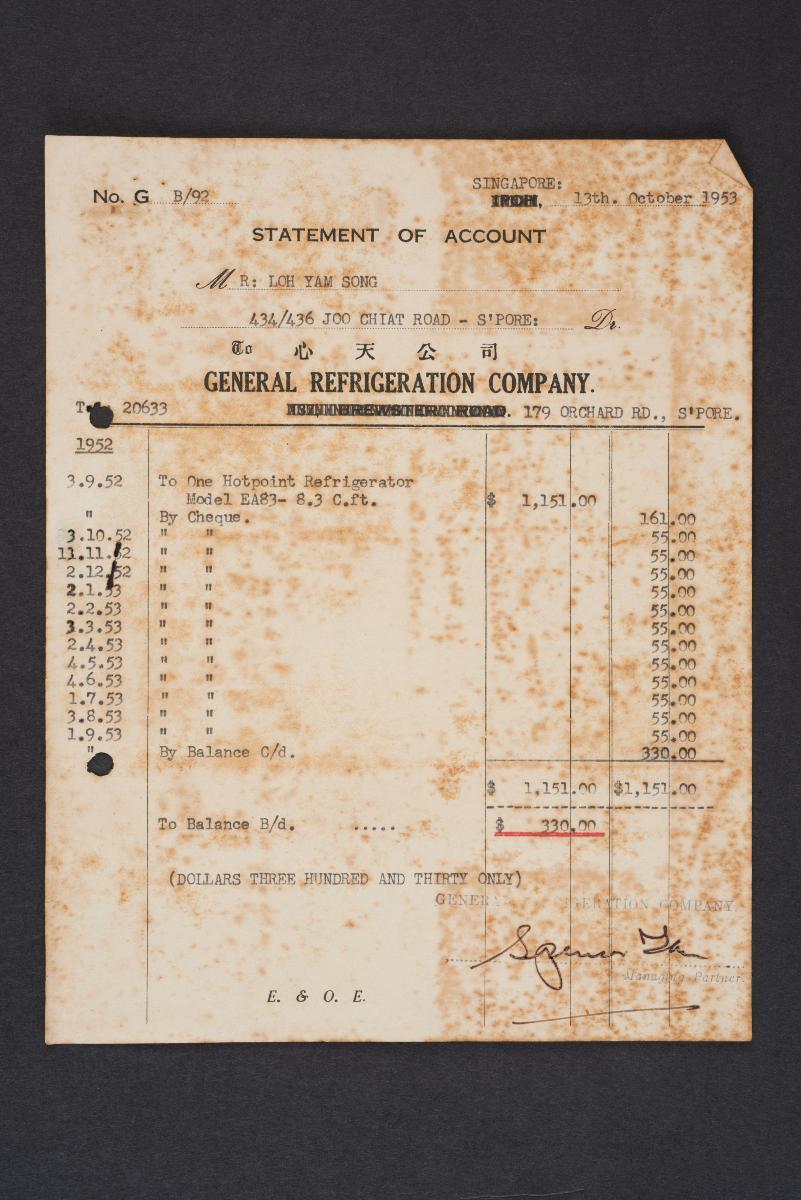 No. G B/92
SINGAPORE:
IPOH, 13th. October 1953
STATEMENT OF ACCOUNT
M R: LOH YAM SONG
434/436 JOO CHIAT ROAD - S'PORE: Dr.
To 心天公司
GENERAL REFRIGERATION COMPANY.
20633 BREWSTER ROAD. 179 ORCHARD RD., S'PORE.
1952
3.9.52 To One Hotpoint Refrigerator
Model EA83- 8.3 C.ft. $ 1,151.00
" By Cheque. 161.00
3.10.52 " " 55.00
11.11.52 " " 55.00
2.12.52 " " 55.00
2.1.53 " " 55.00
2.2.53 " " 55.00
3.3.53 " " 55.00
2.4.53 " " 55.00
4.5.53 " " 55.00
4.6.53 " " 55.00
1.7.53 " " 55.00
3.8.53 " " 55.00
1.9.53 " " 55.00
" By Balance C/d. 330.00
$ 1,151.00 $1,151.00
To Balance B/d. ..... $ 330.00
(DOLLARS THREE HUNDRED AND THIRTY ONLY)
GENERAL COMPANY.
Managing Partner.
E. & O. E.